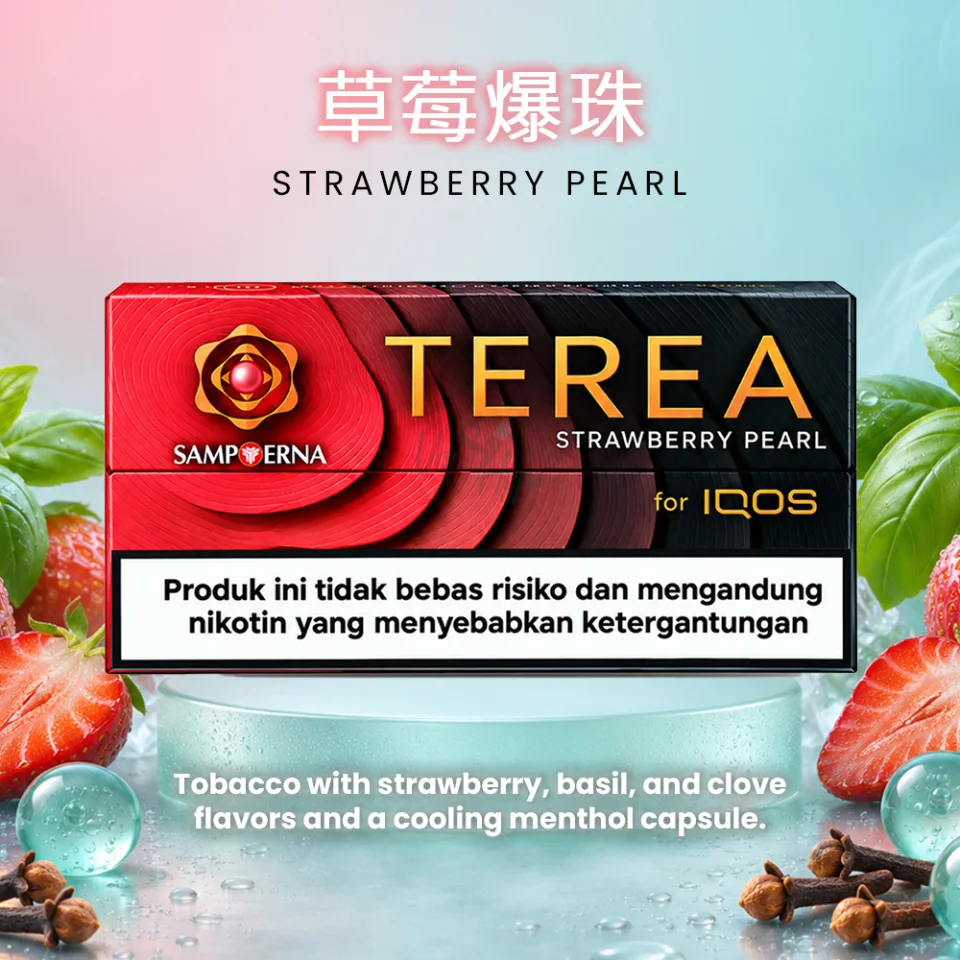 草莓爆珠
STRAWBERRY PEARL
TEREA
STRAWBERRY PEARL
SAMPOERNA
for IQOS
Produk ini tidak bebas risiko dan mengandung
nikotin yang menyebabkan ketergantungan
Tobacco with strawberry, basil, and clove
flavors and a cooling menthol capsule.